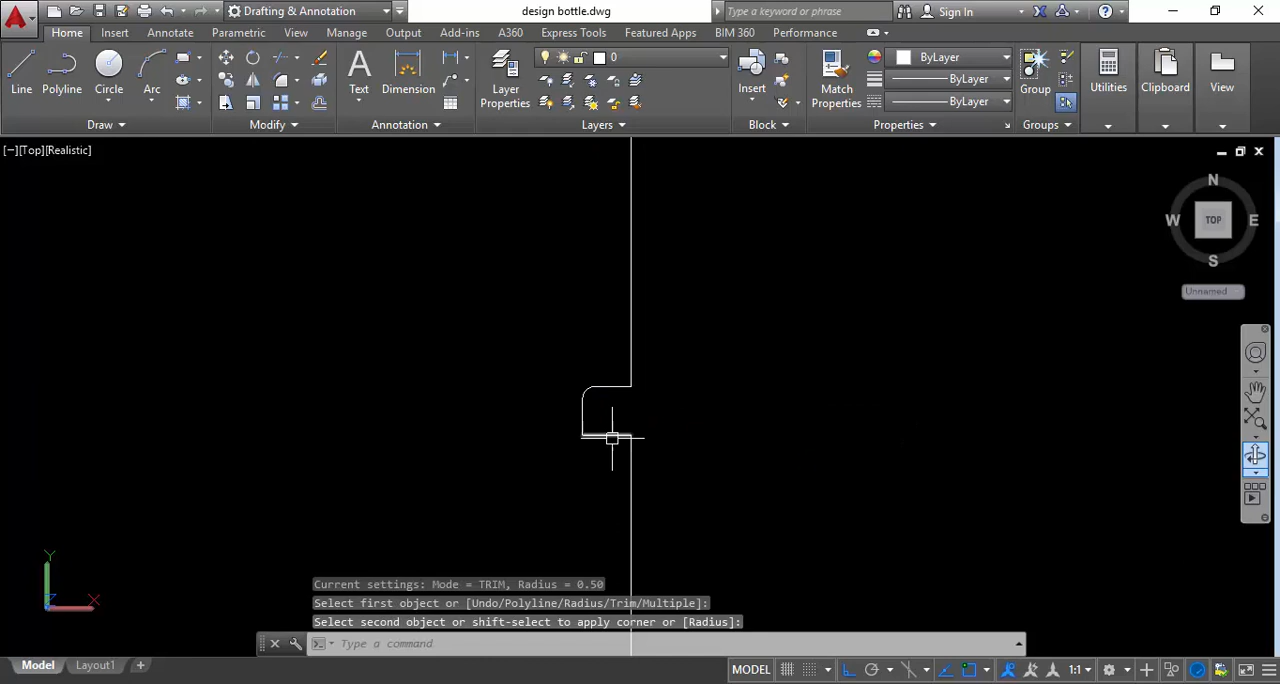 Drafting & Annotation
design bottle.dwg
Type a keyword or phrase
Sign In
Home Insert Annotate Parametric View Manage Output Add-ins A360 Express Tools Featured Apps BIM 360 Performance
0
ByLayer
ByLayer
ByLayer
Line Polyline Circle Arc
Text Dimension
Layer Properties
Insert
Match Properties
Group
Utilities
Clipboard
View
Draw
Modify
Annotation
Layers
Block
Properties
Groups
[−][Top][Realistic]
N
W TOP E
S
Unnamed
Y
X
Current settings: Mode = TRIM, Radius = 0.50
Select first object or [Undo/Polyline/Radius/Trim/Multiple]:
Select second object or shift-select to apply corner or [Radius]:
Type a command
Model Layout1 +
MODEL
1:1